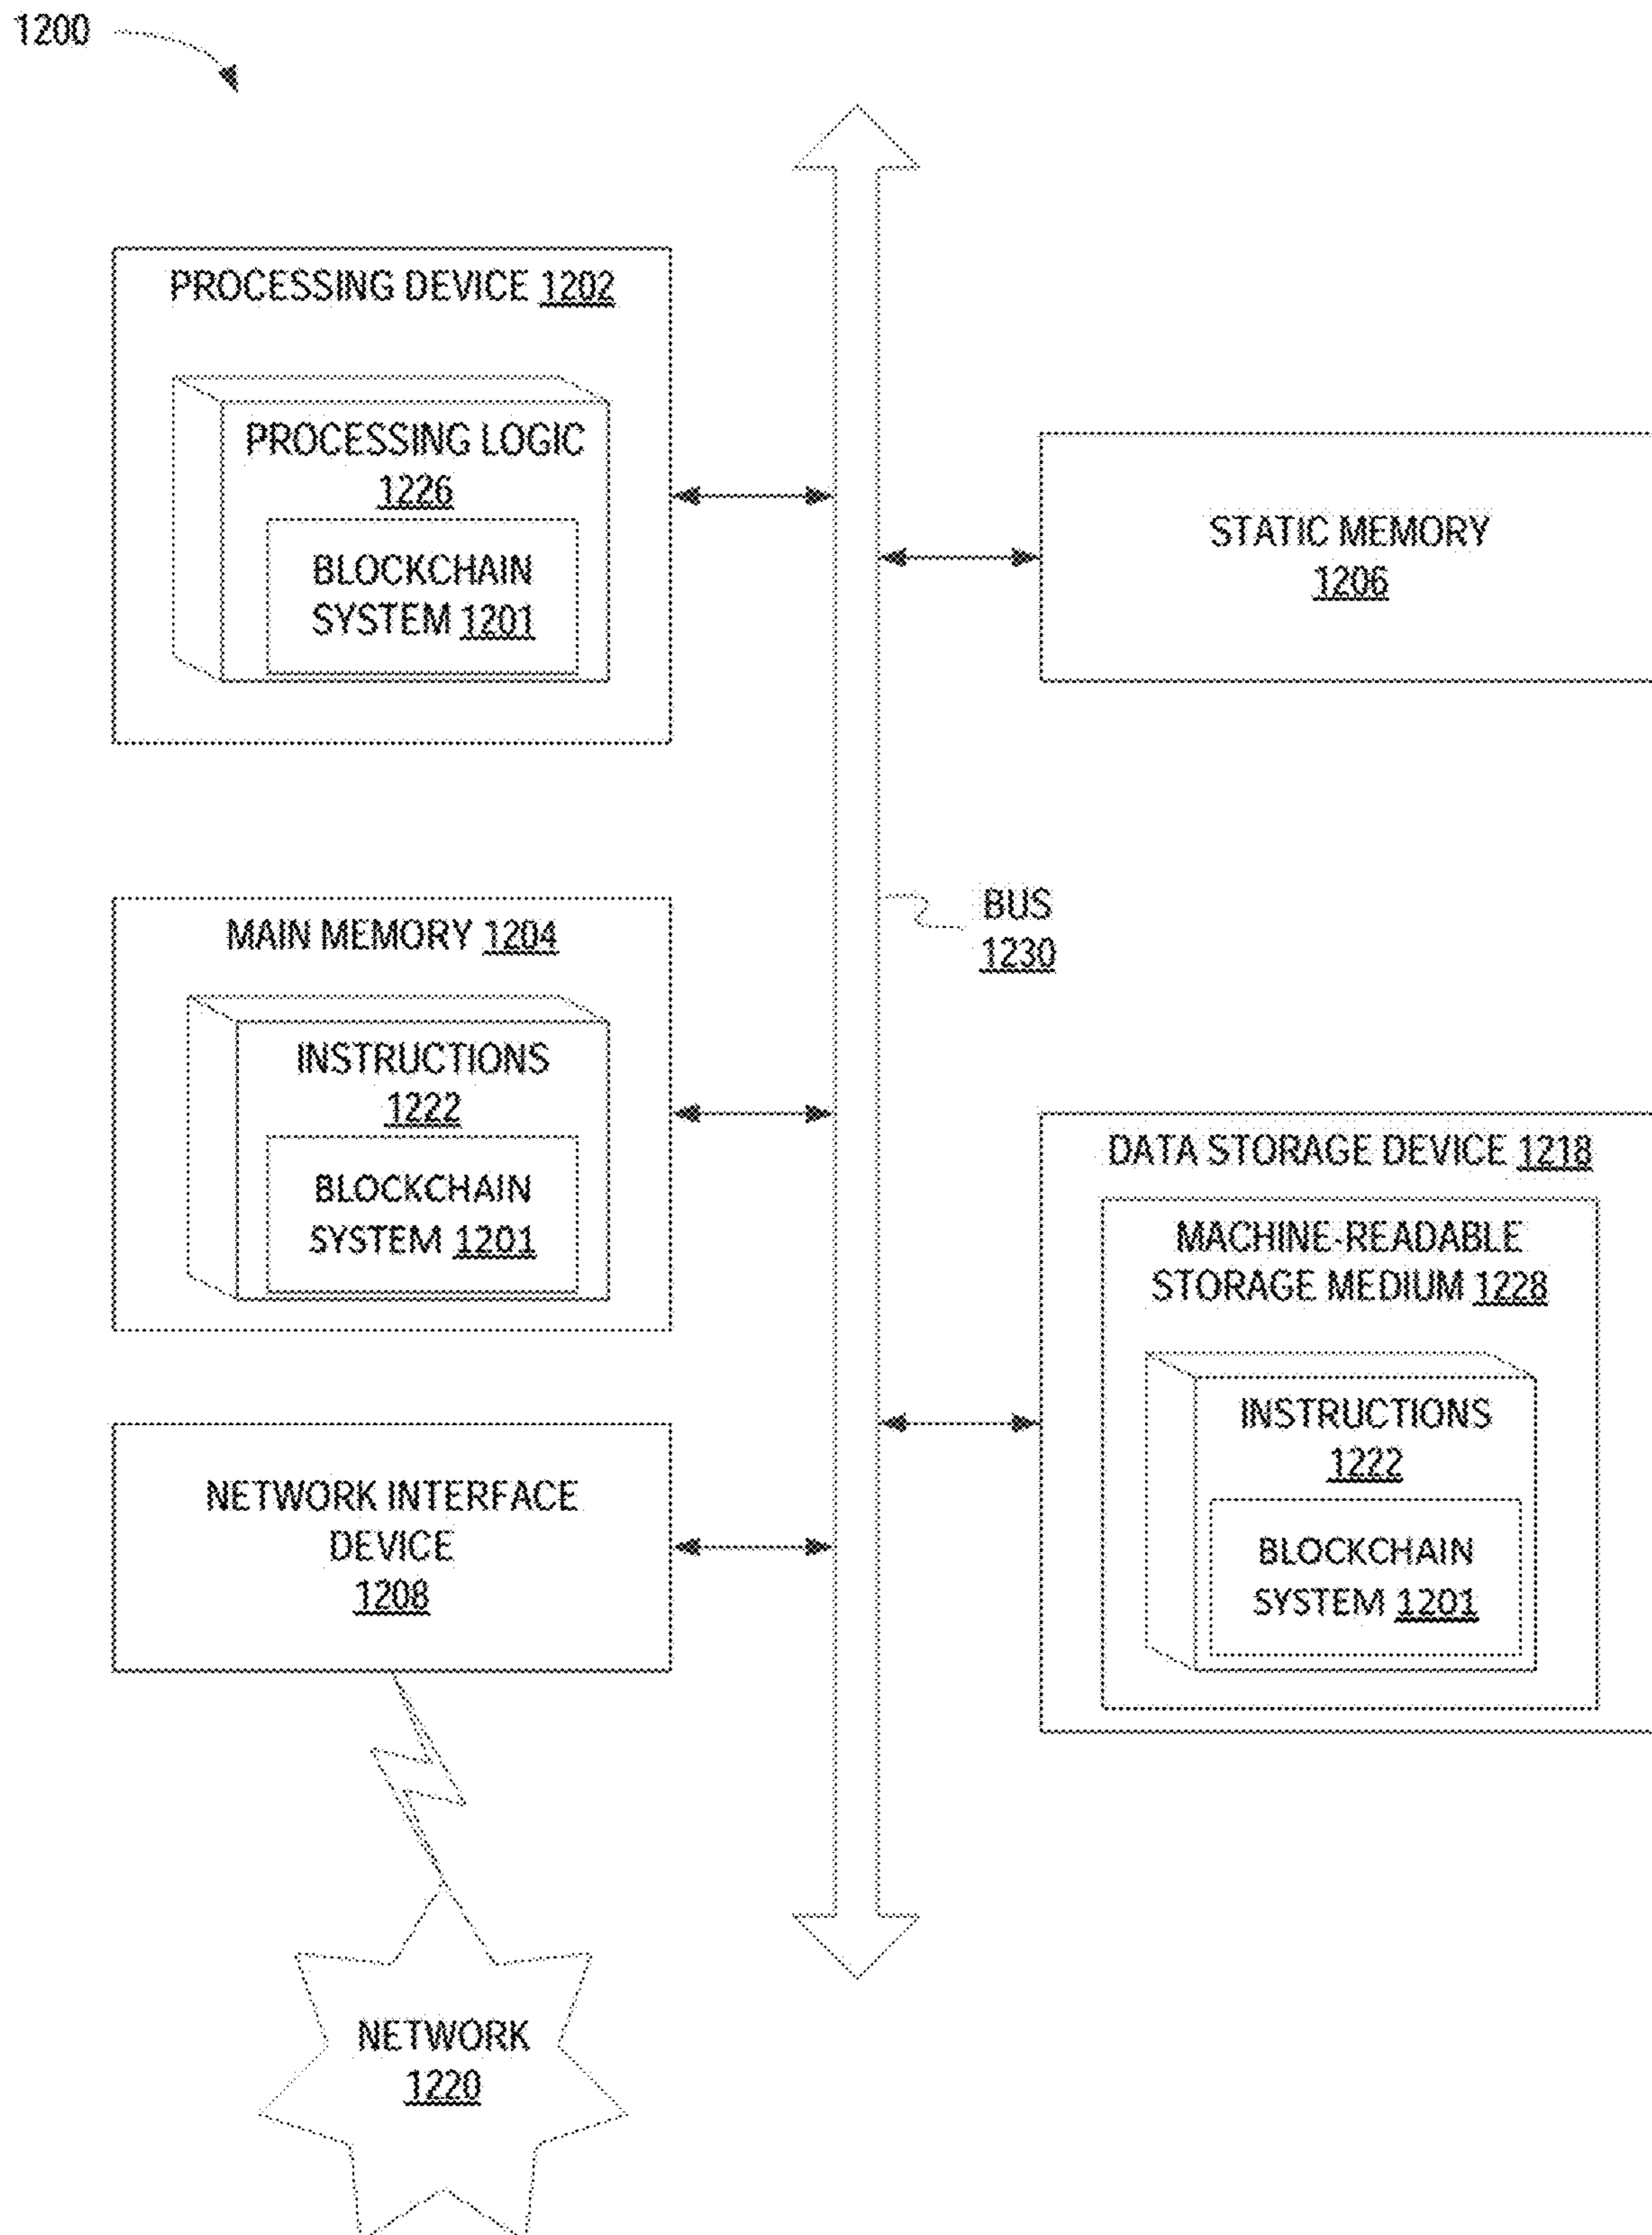 1200
PROCESSING DEVICE 1202
PROCESSING LOGIC
1226
BLOCKCHAIN
SYSTEM 1201
STATIC MEMORY
1206
BUS
1230
MAIN MEMORY 1204
INSTRUCTIONS
1222
BLOCKCHAIN
SYSTEM 1201
DATA STORAGE DEVICE 1218
MACHINE-READABLE
STORAGE MEDIUM 1228
INSTRUCTIONS
1222
BLOCKCHAIN
SYSTEM 1201
NETWORK INTERFACE
DEVICE
1208
NETWORK
1220